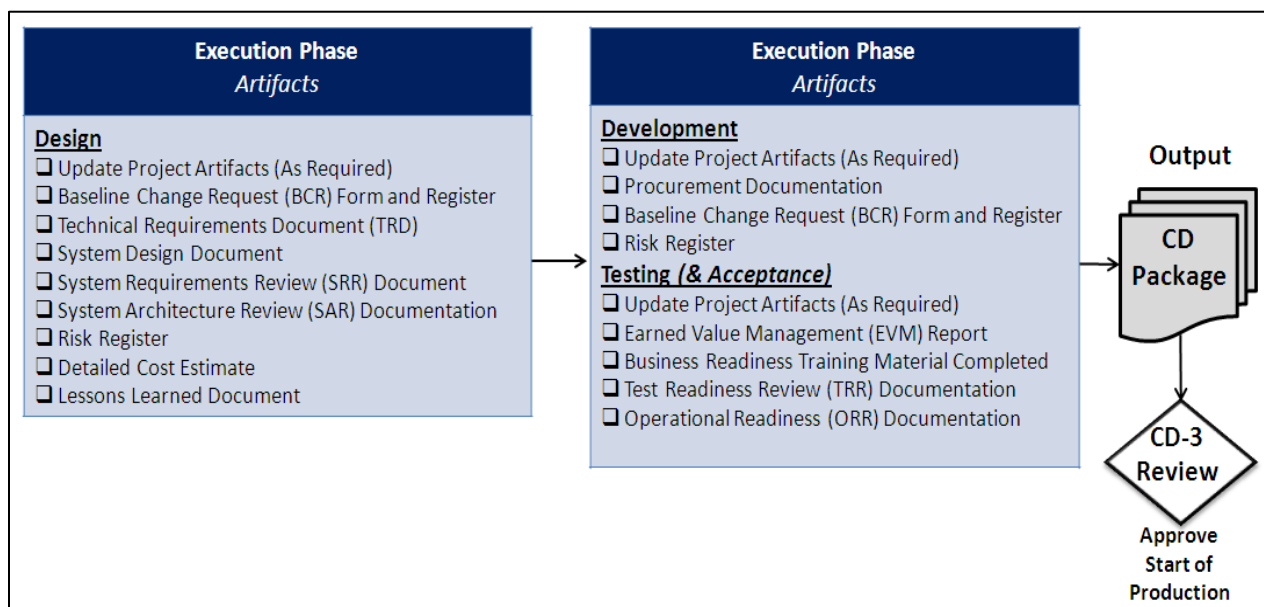 Execution Phase
Artifacts
Design
❑ Update Project Artifacts (As Required)
❑ Baseline Change Request (BCR) Form and Register
❑ Technical Requirements Document (TRD)
❑ System Design Document
❑ System Requirements Review (SRR) Document
❑ System Architecture Review (SAR) Documentation
❑ Risk Register
❑ Detailed Cost Estimate
❑ Lessons Learned Document
Execution Phase
Artifacts
Development
❑ Update Project Artifacts (As Required)
❑ Procurement Documentation
❑ Baseline Change Request (BCR) Form and Register
❑ Risk Register
Testing (& Acceptance)
❑ Update Project Artifacts (As Required)
❑ Earned Value Management (EVM) Report
❑ Business Readiness Training Material Completed
❑ Test Readiness Review (TRR) Documentation
❑ Operational Readiness (ORR) Documentation
Output
CD
Package
CD-3
Review
Approve
Start of
Production